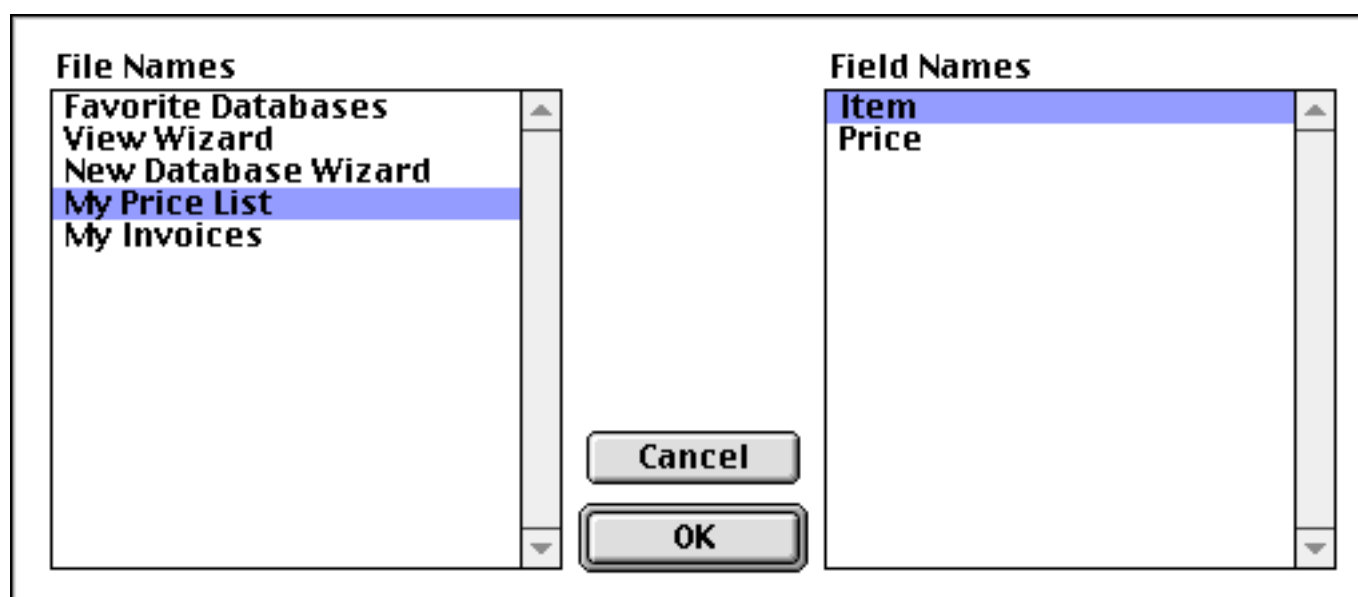 File Names
Favorite Databases
View Wizard
New Database Wizard
My Price List
My Invoices
Cancel
OK
Field Names
Item
Price